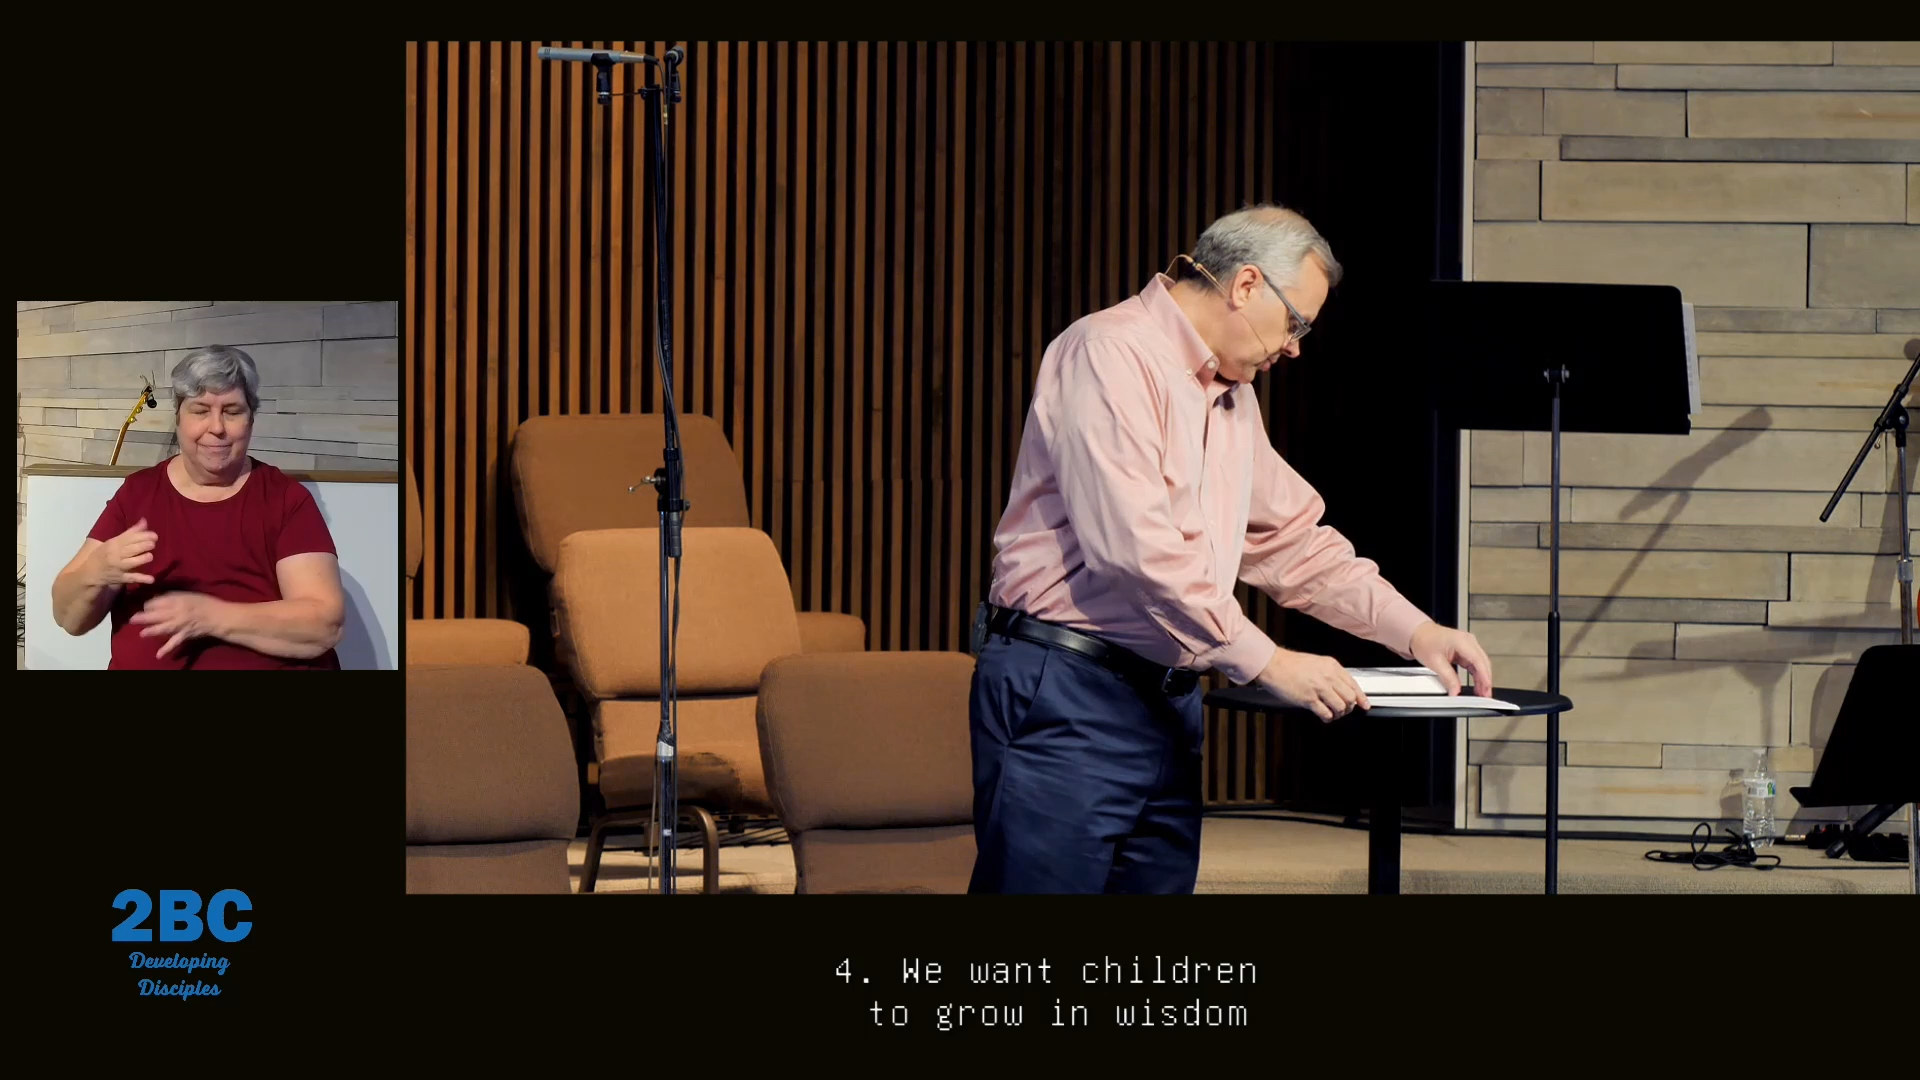 2BC
Developing
Disciples
4. We want children
to grow in wisdom